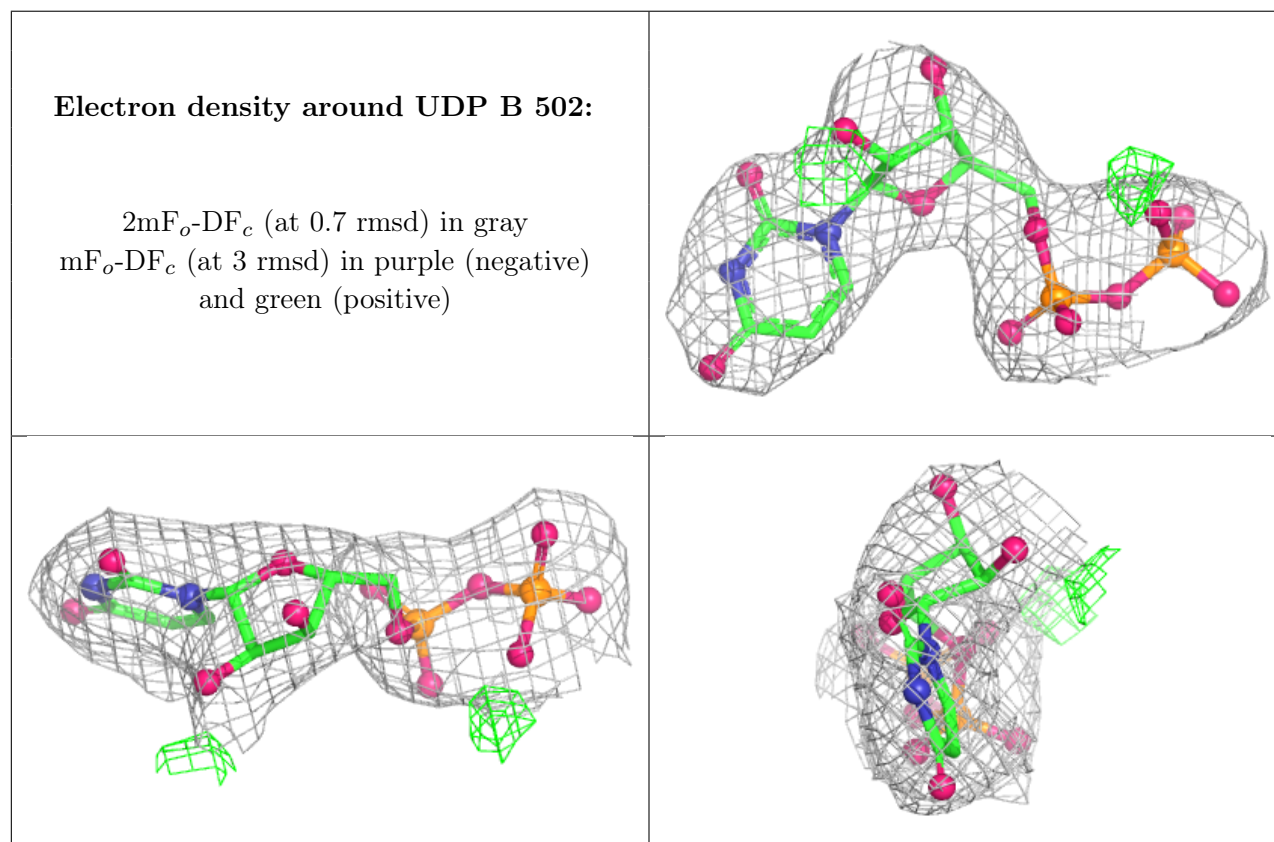 Electron density around UDP B 502:
2mFo-DFc (at 0.7 rmsd) in gray
mFo-DFc (at 3 rmsd) in purple (negative)
and green (positive)